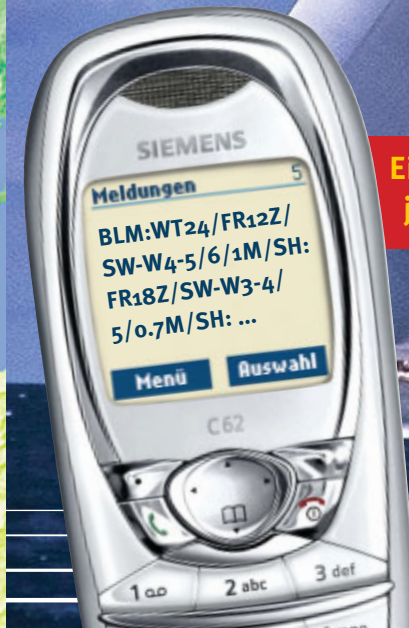 SIEMENS
Meldungen 5
BLM:WT24/FR12Z/
SW-W4-5/6/1M/SH:
FR18Z/SW-W3-4/
5/0.7M/SH: ...
Menü Auswahl
C62
1 2 abc 3 def